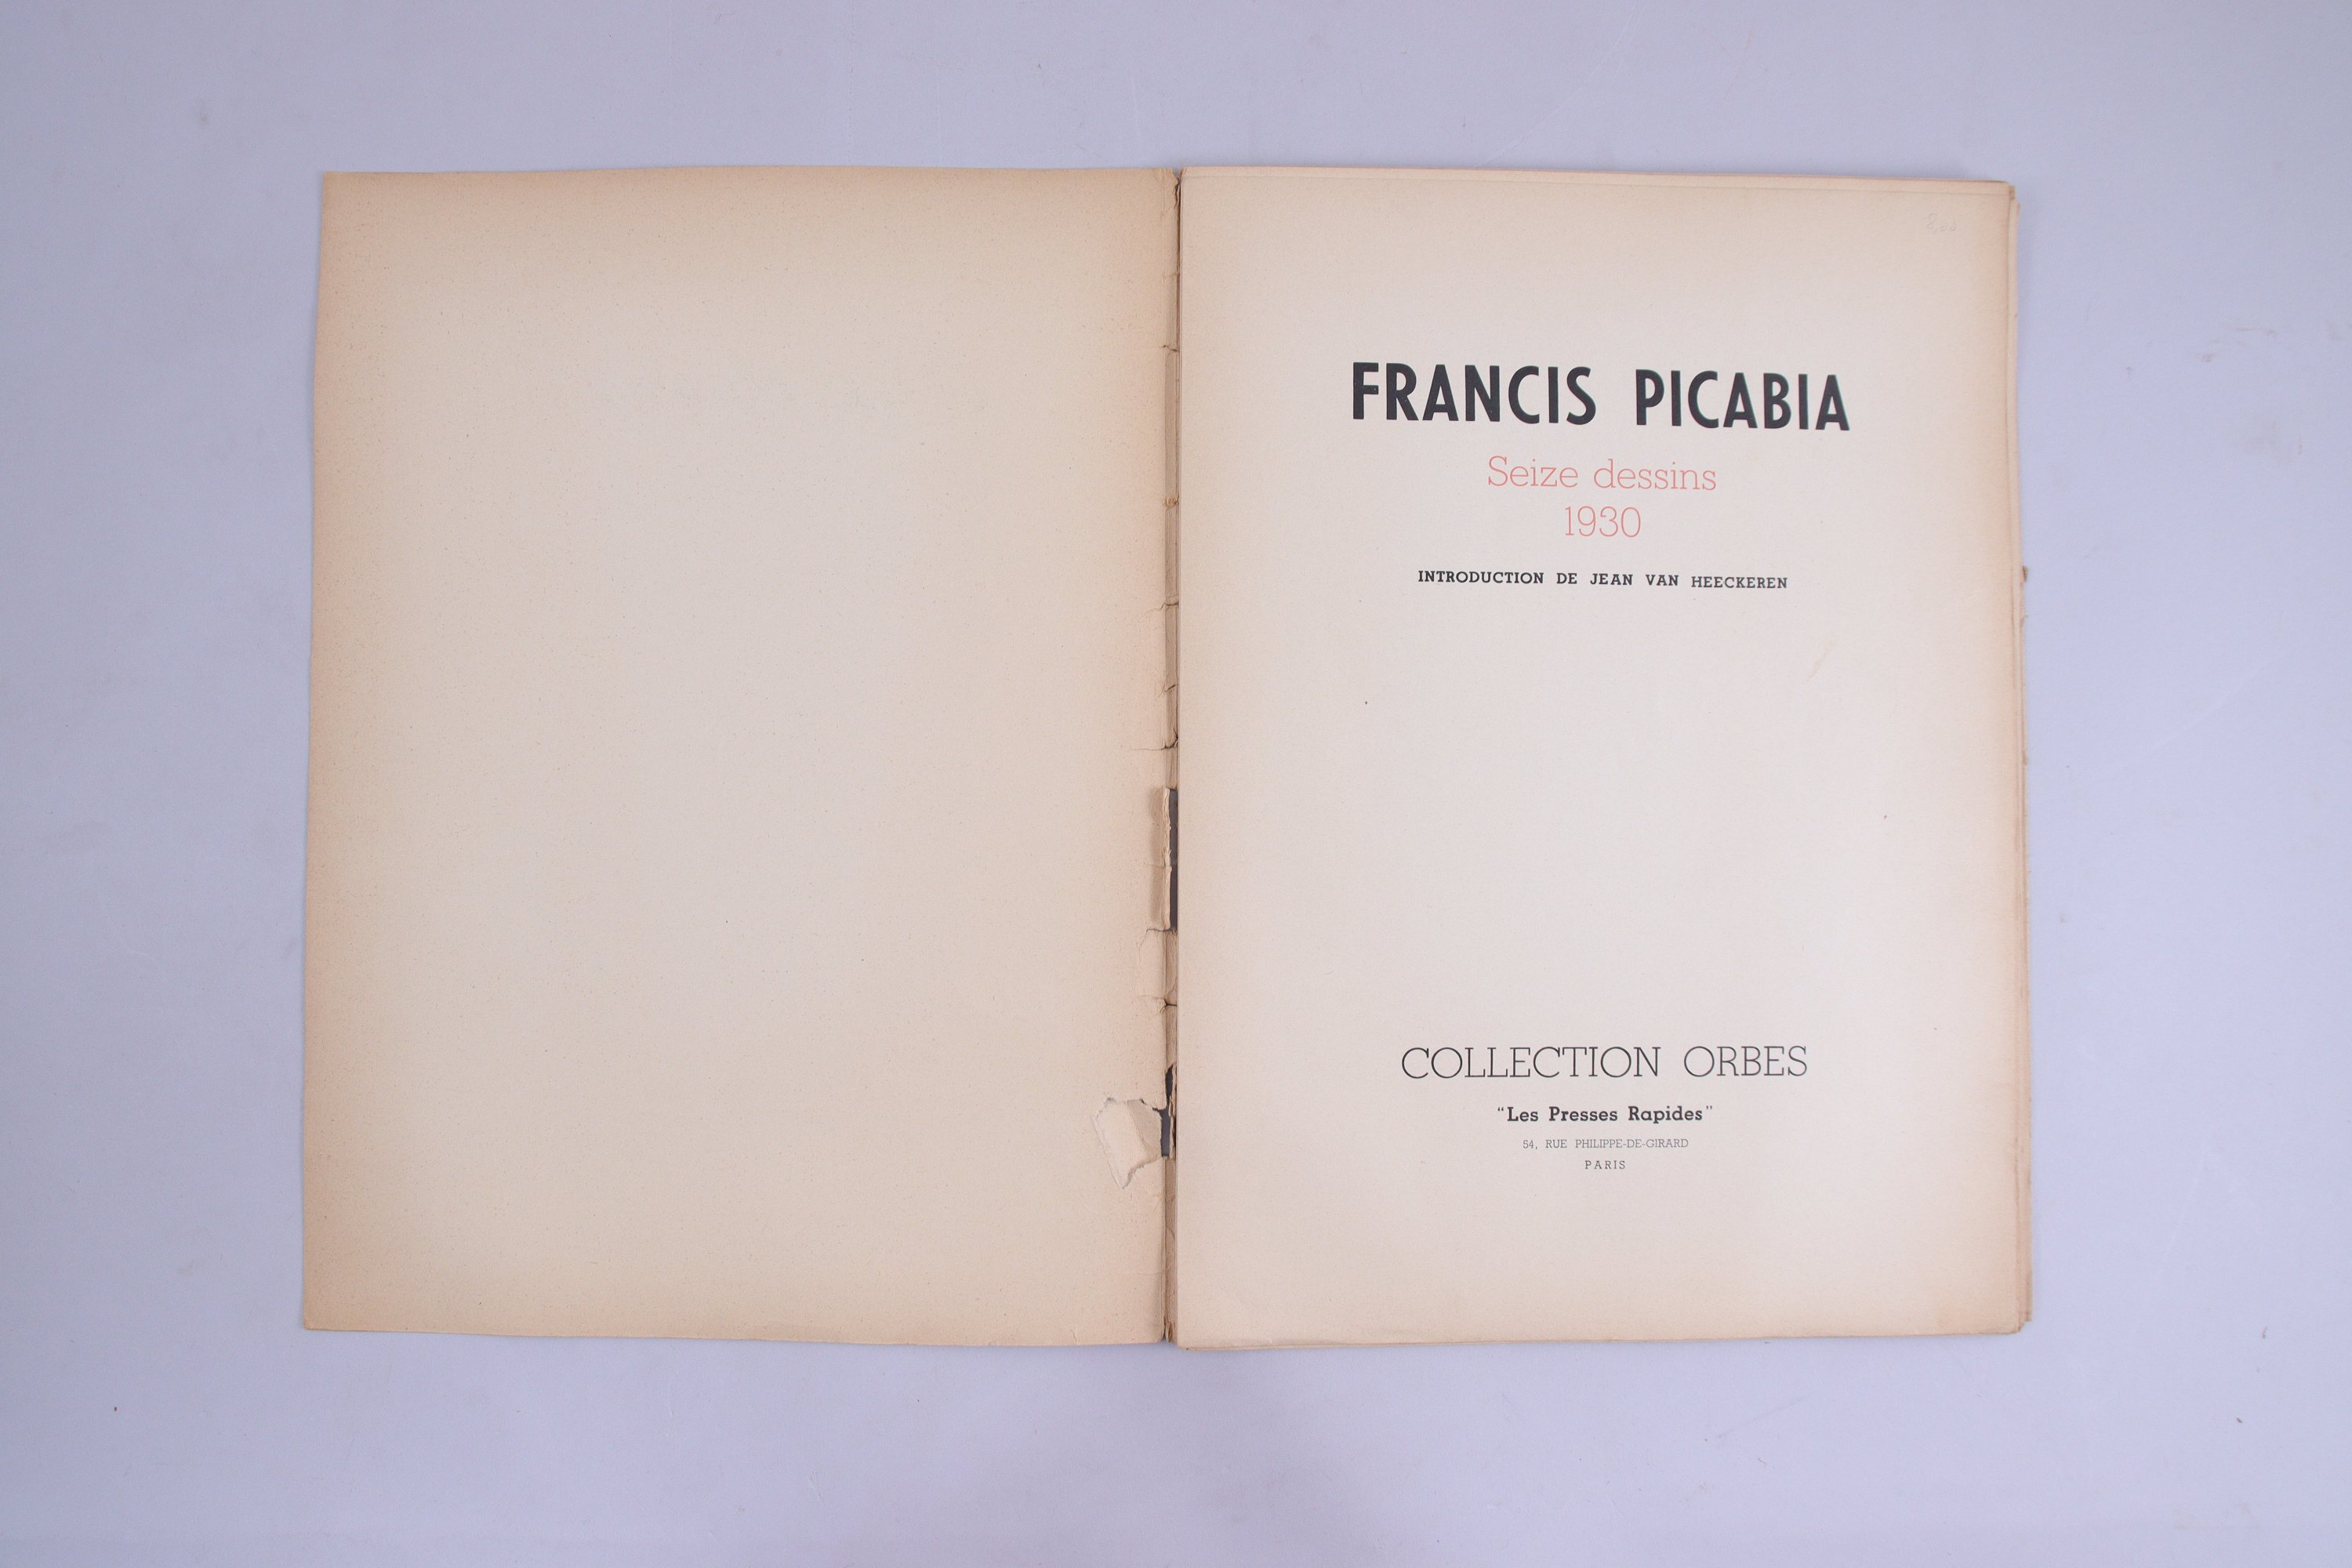 FRANCIS PICABIA
Seize dessins
1930
INTRODUCTION DE JEAN VAN HEECKEREN
COLLECTION ORBES
"Les Presses Rapides"
54, RUE PHILIPPE-DE-GIRARD
PARIS